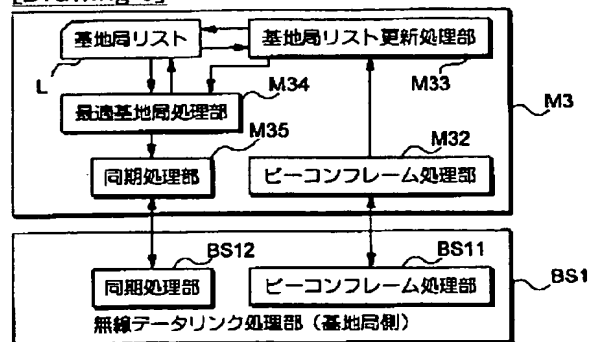 基地局リスト
基地局リスト更新処理部
L
M34
M33
最適基地局処理部
M3
M35
M32
同期処理部
ビーコンフレーム処理部
BS12
BS11
同期処理部
ビーコンフレーム処理部
BS1
無線データリンク処理部（基地局側）